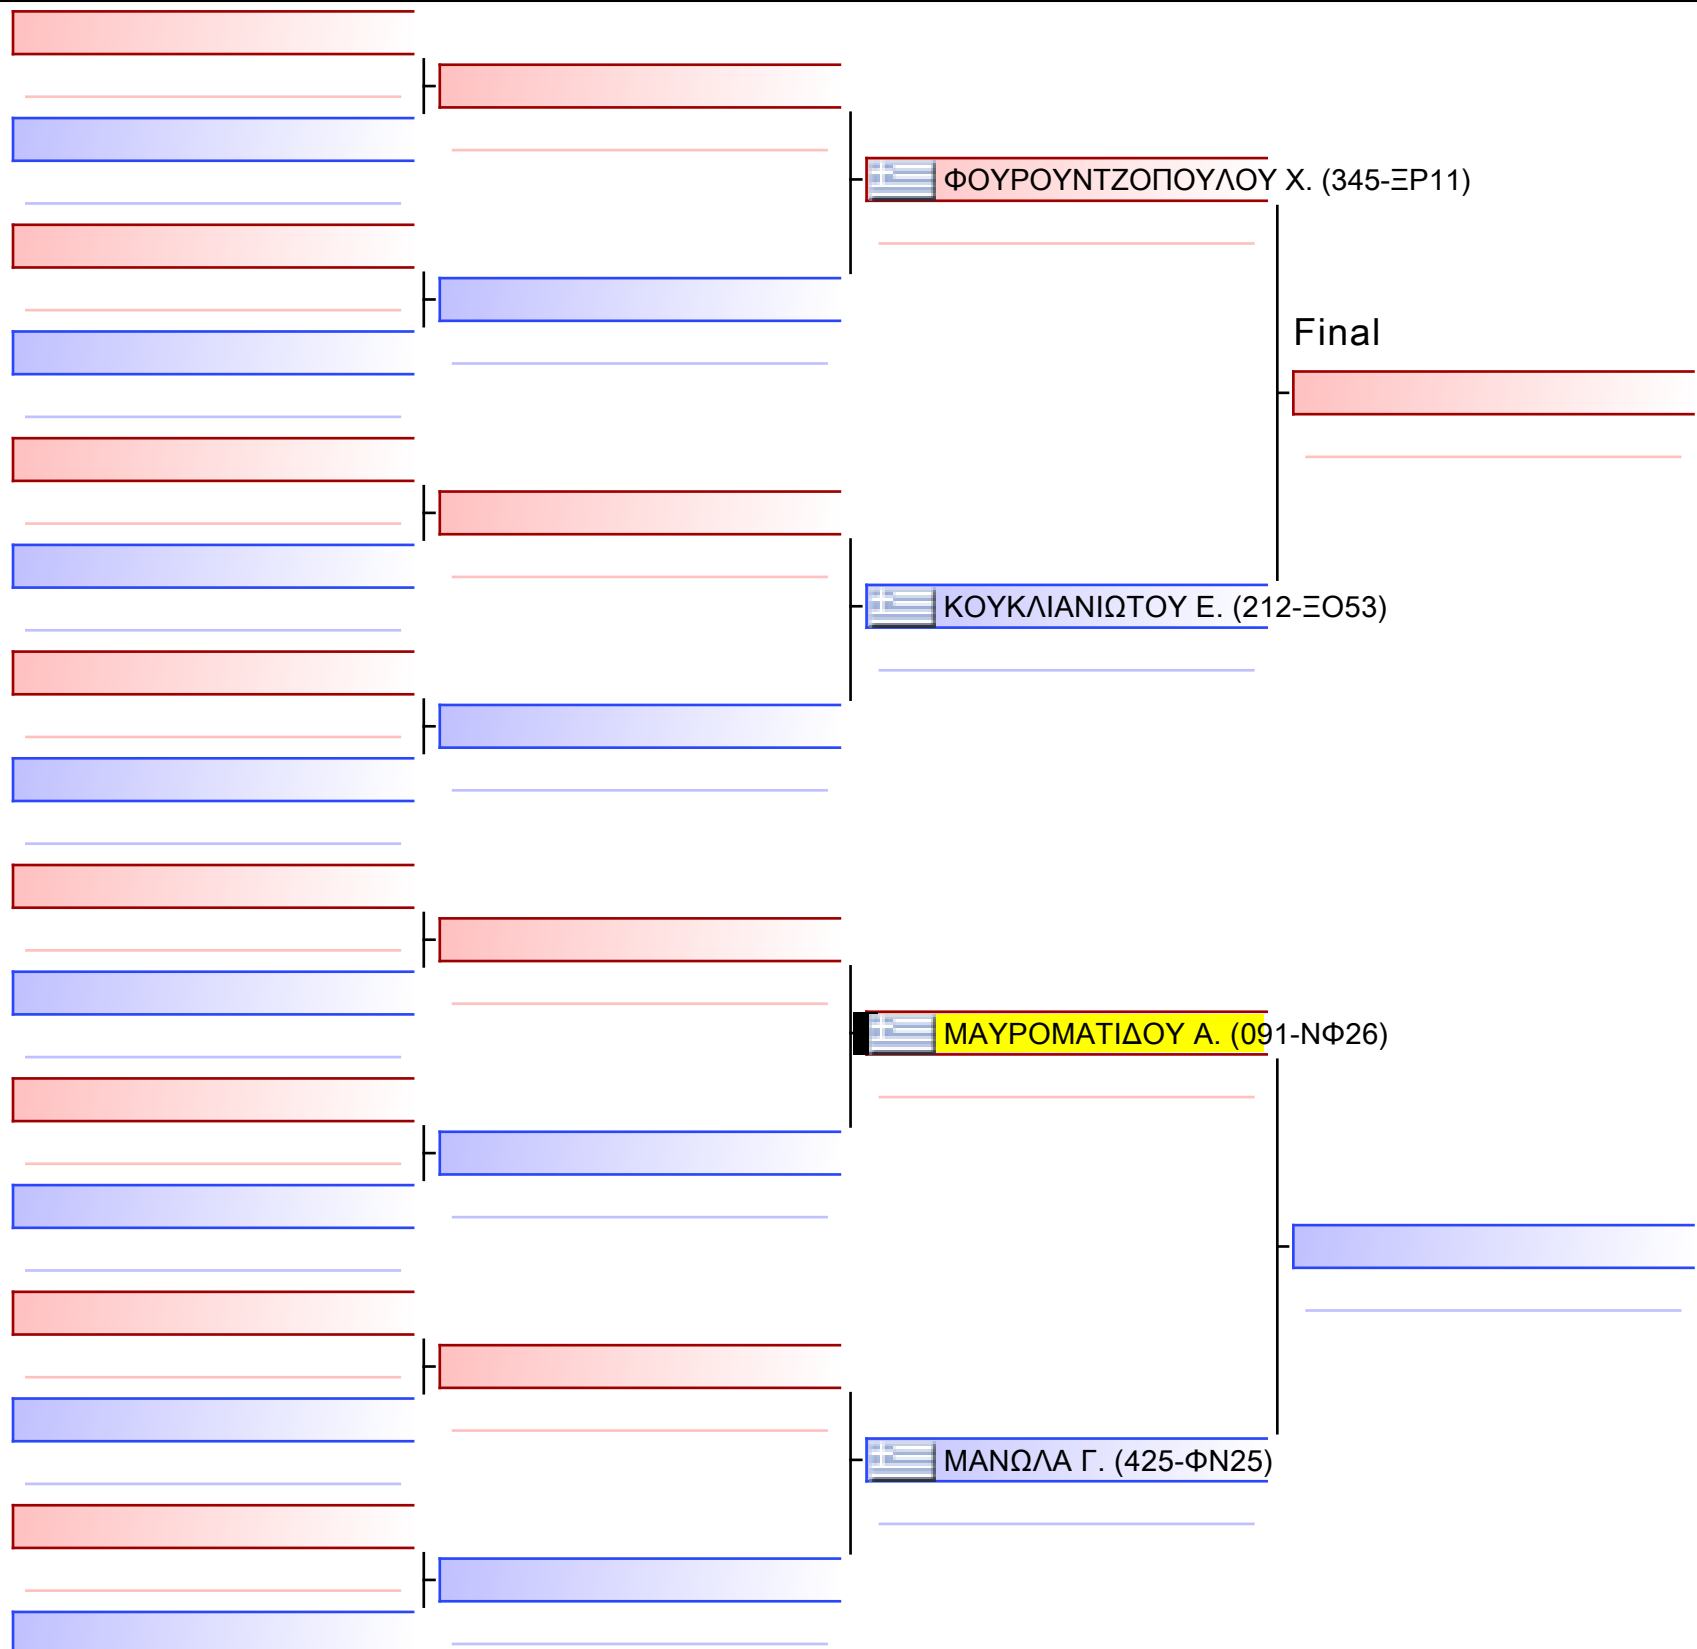 ΦΟΥΡΟΥΝΤΖΟΠΟΥΛΟΥ Χ. (345-ΞΡ11)
Final
ΚΟΥΚΛΙΑΝΙΩΤΟΥ Ε. (212-ΞΟ53)
ΜΑΥΡΟΜΑΤΙΔΟΥ Α. (091-ΝΦ26)
ΜΑΝΩΛΑ Γ. (425-ΦΝ25)